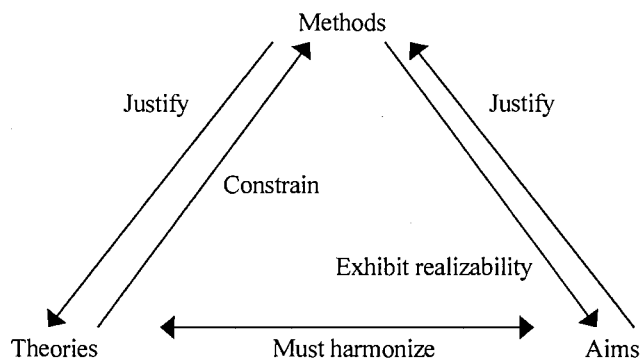 Methods
Justify
Justify
Constrain
Exhibit realizability
Theories
Must harmonize
Aims